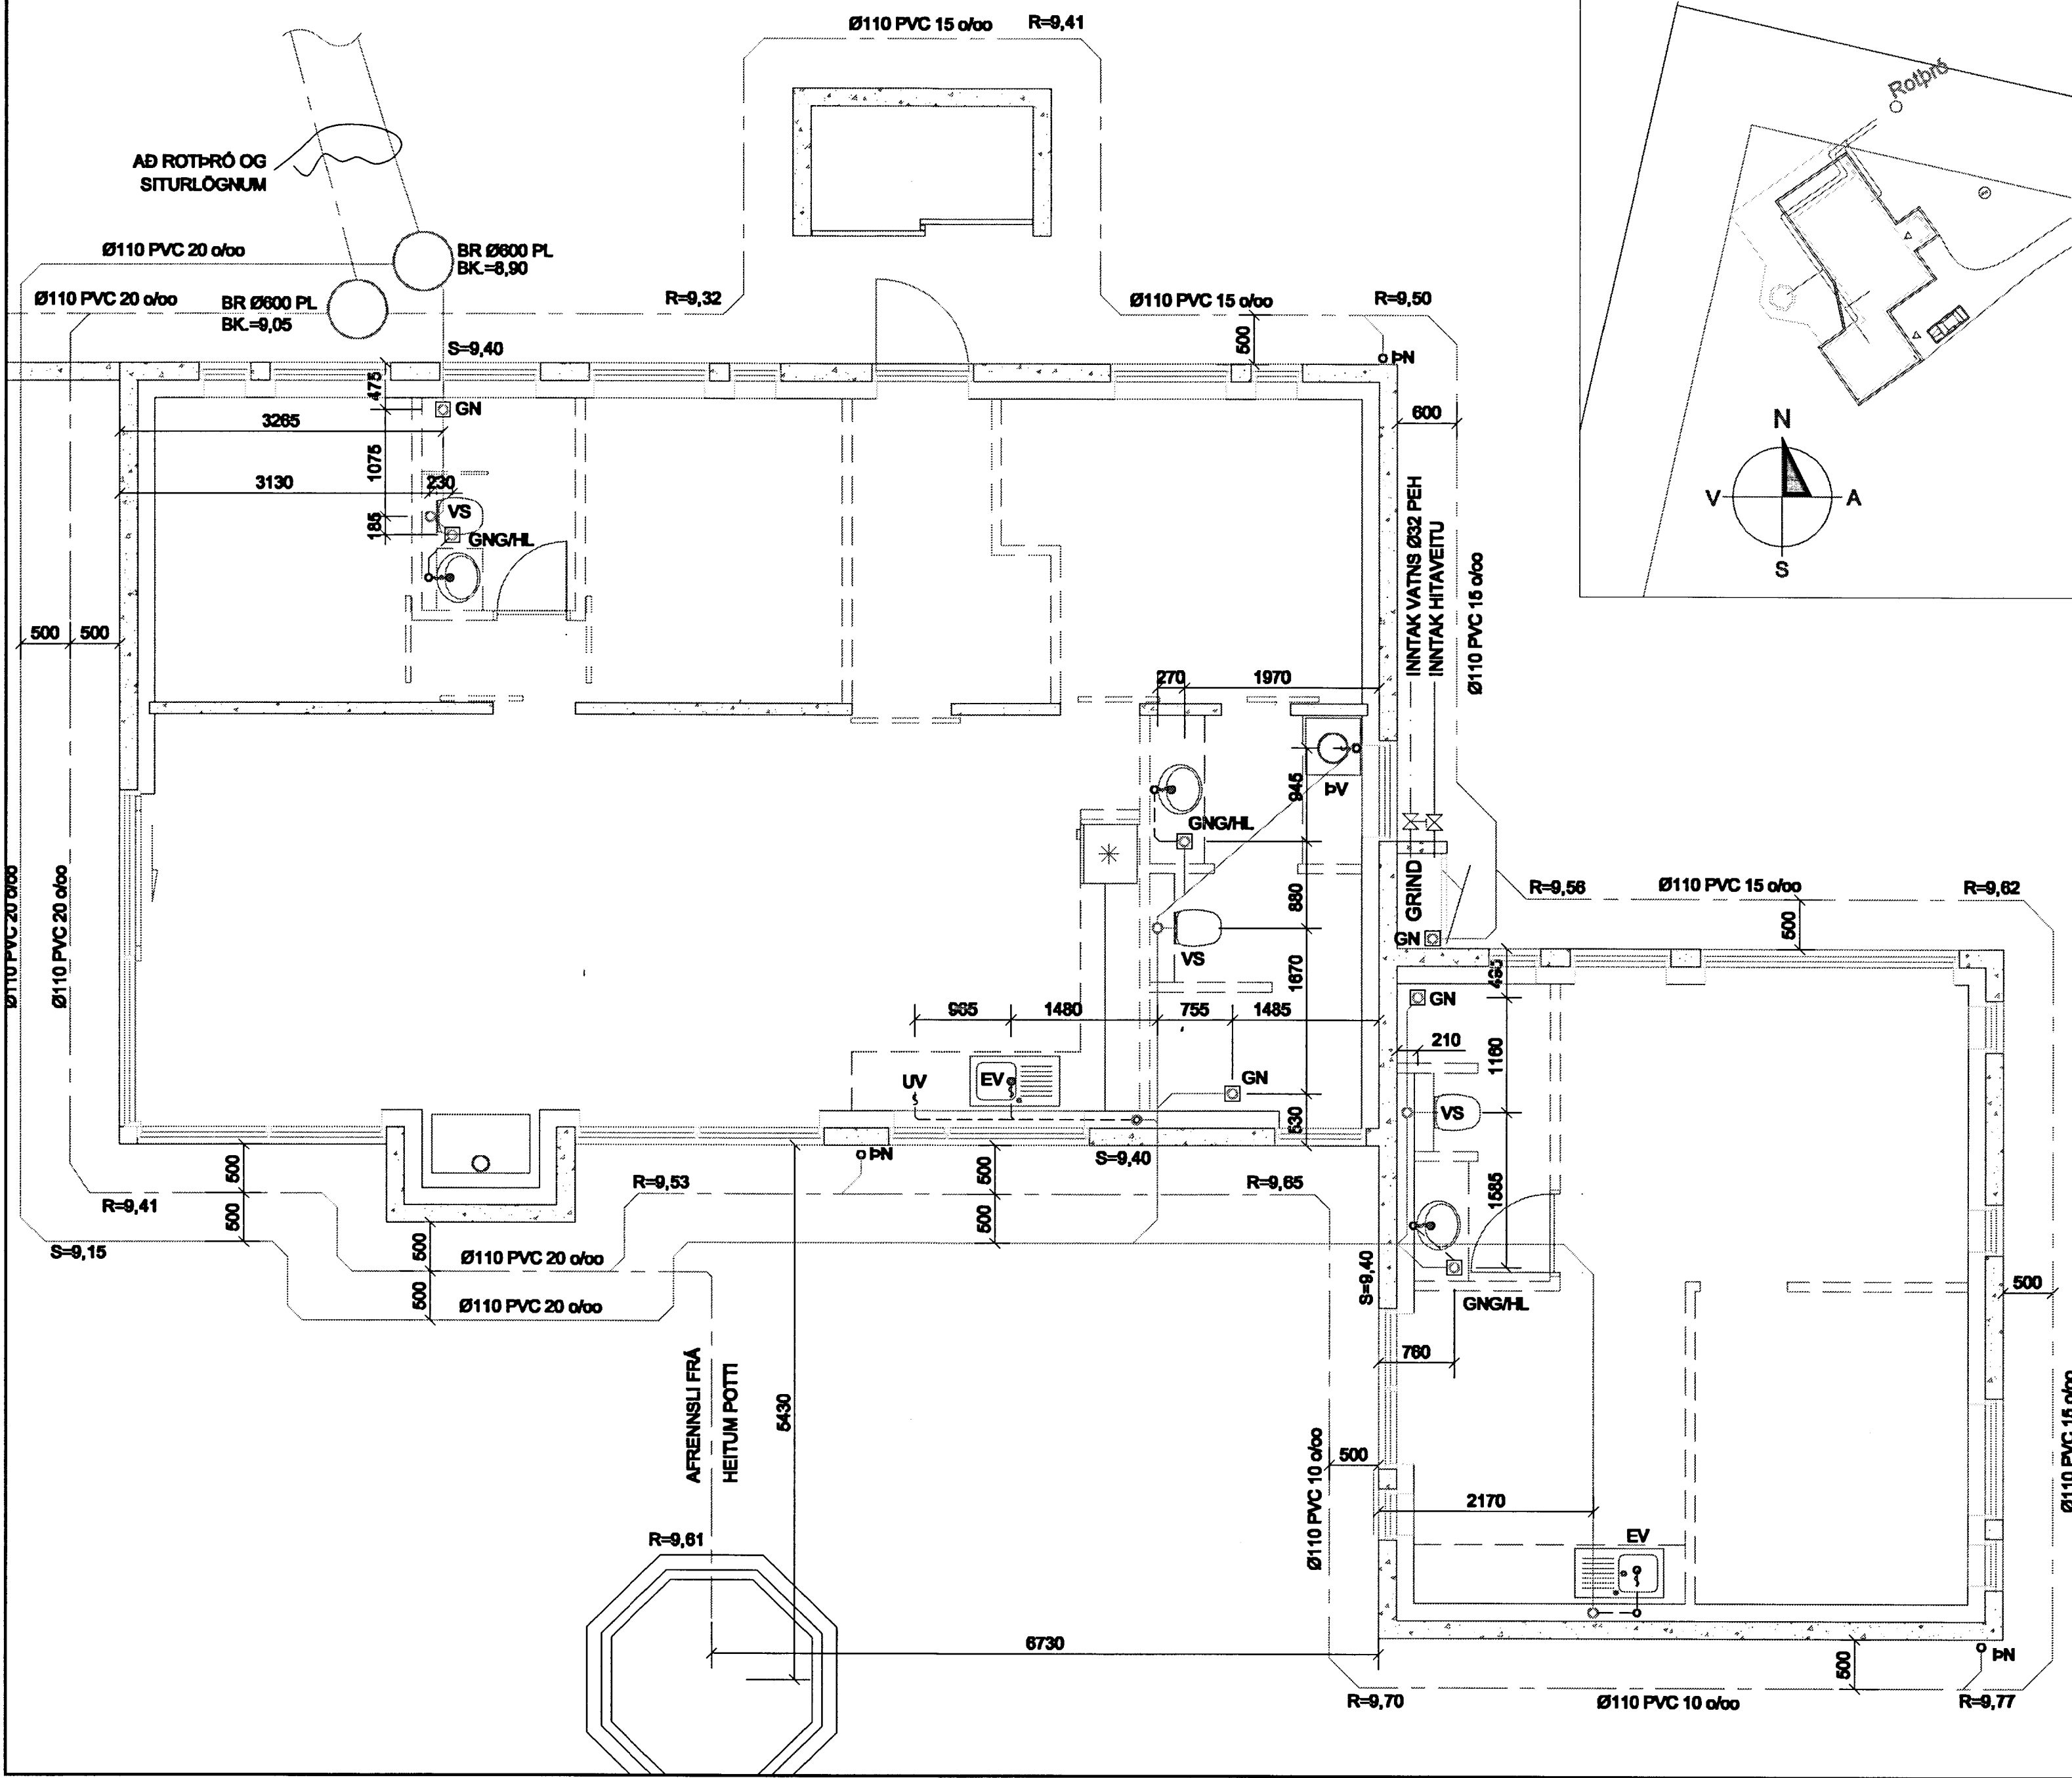 Ø110 PVC 15 o/oo
R=9,41
Rotþró
AÐ ROTÞRÓ OG
SITURLÖGNUM
Ø110 PVC 20 o/oo
BR Ø600 PL
BK.=8,90
Ø110 PVC 20 o/oo
BR Ø600 PL
BK.=9,05
R=9,32
Ø110 PVC 15 o/oo
R=9,50
500
ÞN
S=9,40
475
GN
3265
1075
3130
230
VS
185
GNG/HL
600
INNTAK VATNS Ø32 PEH
INNTAK HITAVEITU
Ø110 PVC 15 o/oo
N
V
A
S
500
500
270
1970
945
ÞV
GNG/HL
880
GRIND
R=9,56
Ø110 PVC 15 o/oo
R=9,62
500
Ø110 PVC 20 o/oo
Ø110 PVC 20 o/oo
GN
VS
1670
985
1480
755
1485
GN
210
1160
UV
EV
GN
VS
530
500
ÞN
500
S=9,40
R=9,41
R=9,53
R=9,65
1585
500
500
S=9,15
500
Ø110 PVC 20 o/oo
500
Ø110 PVC 20 o/oo
S=9,40
GNG/HL
500
760
AFRENNSLI FRÁ
HEITUM POTTI
5430
Ø110 PVC 10 o/oo
500
Ø110 PVC 15 o/oo
2170
EV
R=9,61
6730
500
ÞN
R=9,70
Ø110 PVC 10 o/oo
R=9,77